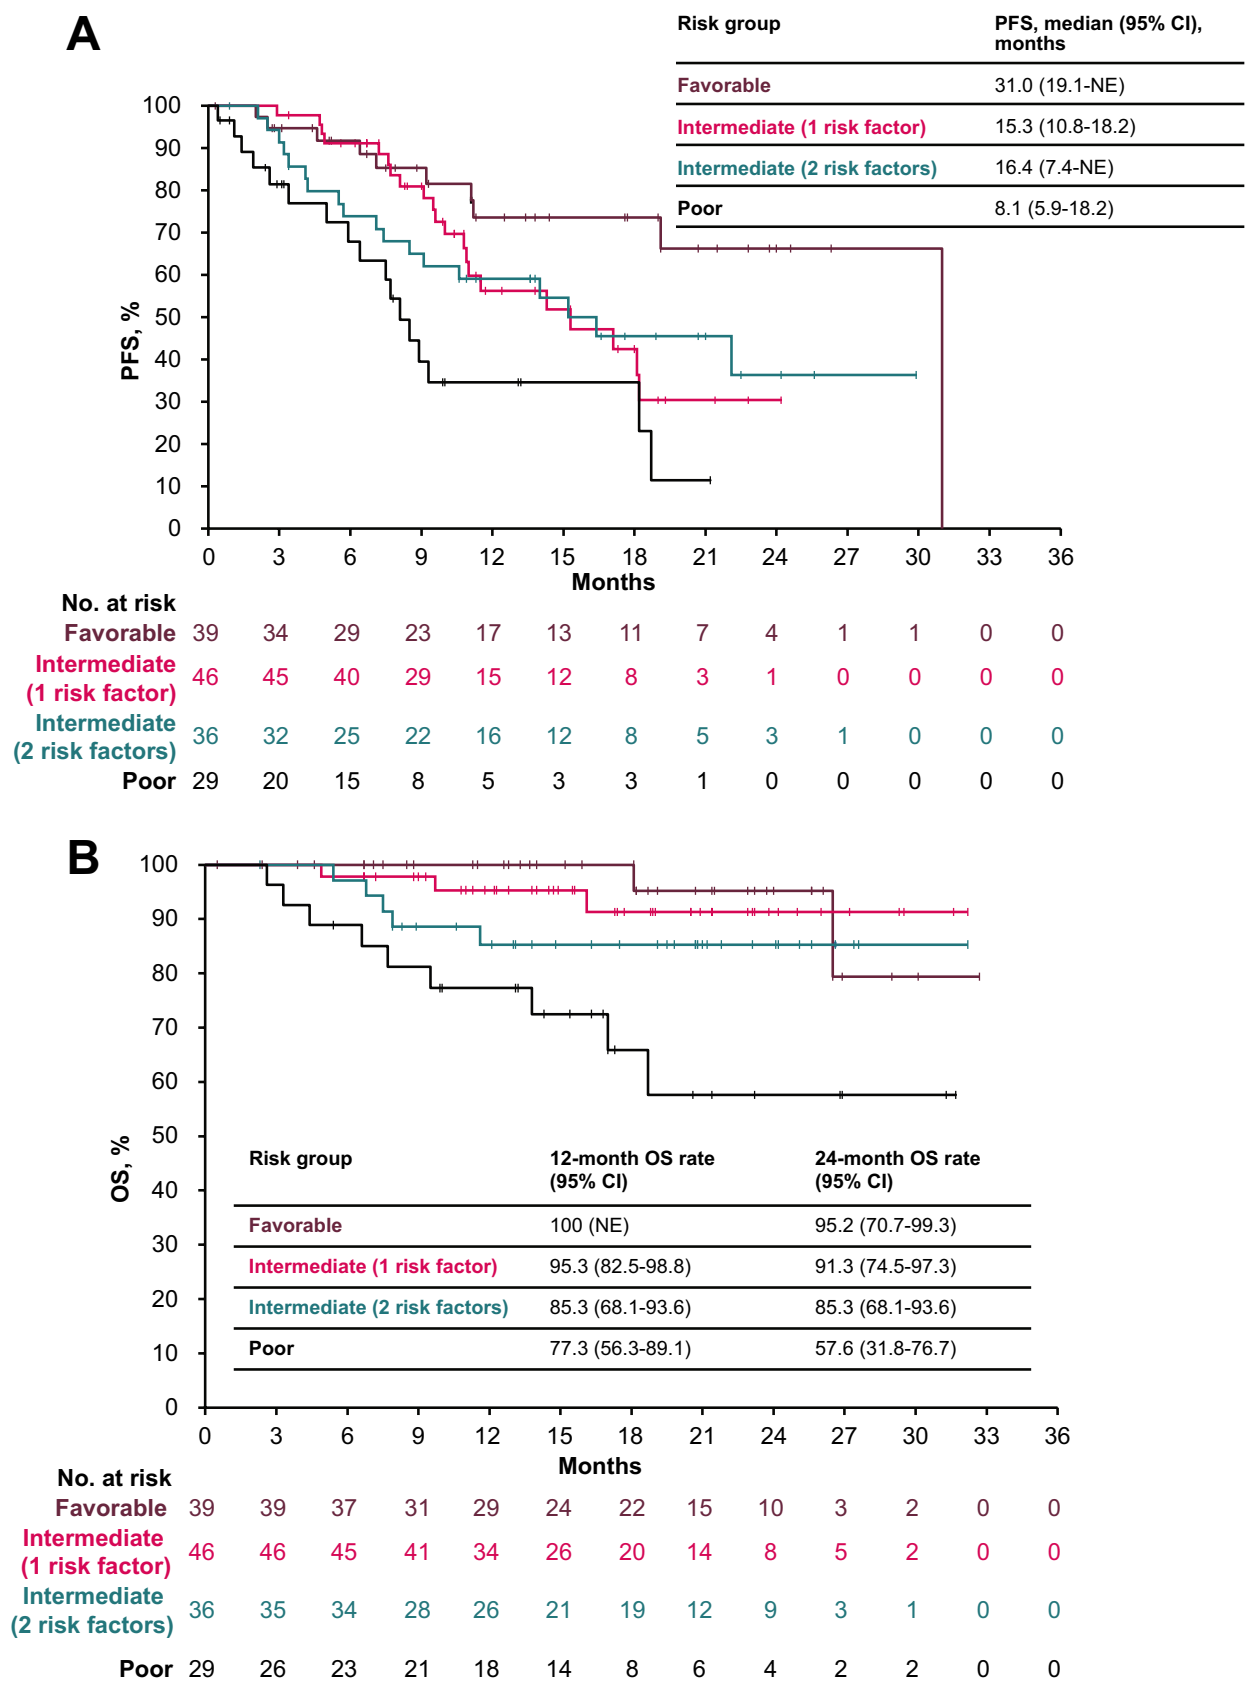 A
Risk group PFS, median (95% CI),
months
Favorable 31.0 (19.1-NE)
Intermediate (1 risk factor) 15.3 (10.8-18.2)
Intermediate (2 risk factors) 16.4 (7.4-NE)
Poor 8.1 (5.9-18.2)
PFS, %
100
90
80
70
60
50
40
30
20
10
0
0 3 6 9 12 15 18 21 24 27 30 33 36
Months
No. at risk
Favorable 39 34 29 23 17 13 11 7 4 1 1 0 0
Intermediate
(1 risk factor) 46 45 40 29 15 12 8 3 1 0 0 0 0
Intermediate
(2 risk factors) 36 32 25 22 16 12 8 5 3 1 0 0 0
Poor 29 20 15 8 5 3 3 1 0 0 0 0 0
B
OS, %
100
90
80
70
60
50
40
30
20
10
0
Risk group 12-month OS rate 24-month OS rate
(95% CI) (95% CI)
Favorable 100 (NE) 95.2 (70.7-99.3)
Intermediate (1 risk factor) 95.3 (82.5-98.8) 91.3 (74.5-97.3)
Intermediate (2 risk factors) 85.3 (68.1-93.6) 85.3 (68.1-93.6)
Poor 77.3 (56.3-89.1) 57.6 (31.8-76.7)
0 3 6 9 12 15 18 21 24 27 30 33 36
Months
No. at risk
Favorable 39 39 37 31 29 24 22 15 10 3 2 0 0
Intermediate
(1 risk factor) 46 46 45 41 34 26 20 14 8 5 2 0 0
Intermediate
(2 risk factors) 36 35 34 28 26 21 19 12 9 3 1 0 0
Poor 29 26 23 21 18 14 8 6 4 2 2 0 0